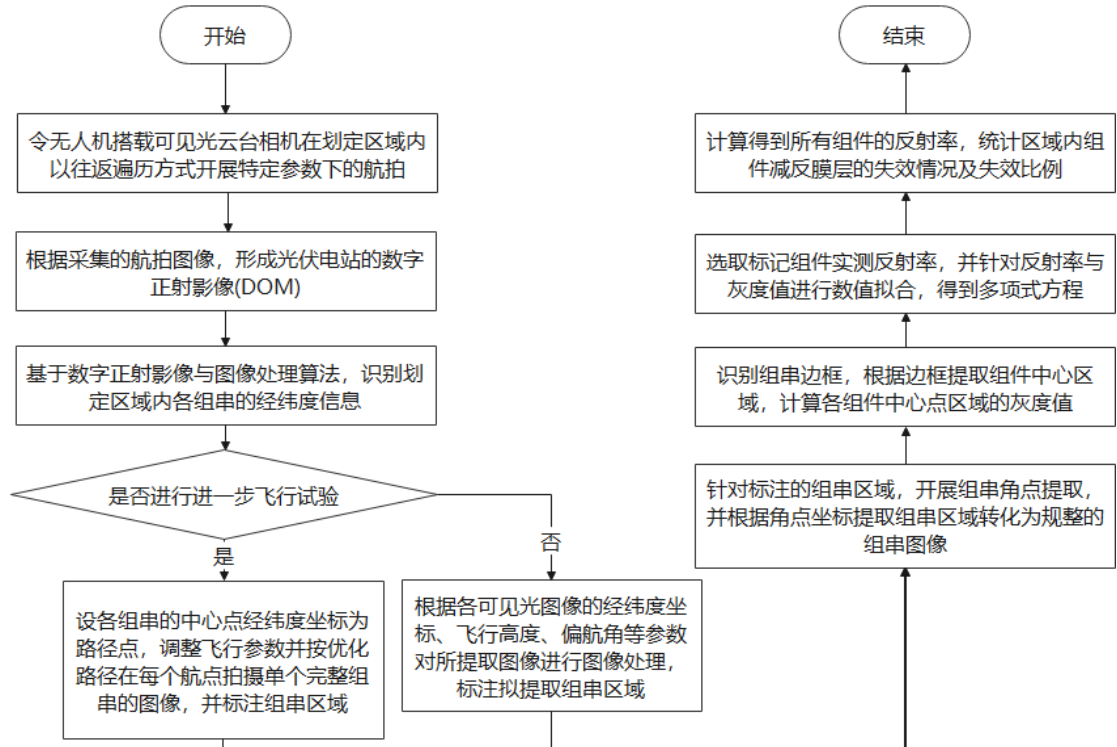 开始
令无人机搭载可见光云台相机在划定区域内
以往返遍历方式开展特定参数下的航拍
根据采集的航拍图像，形成光伏电站的数字
正射影像(DOM)
基于数字正射影像与图像处理算法，识别划
定区域内各组串的经纬度信息
是否进行进一步飞行试验
是
否
设各组串的中心点经纬度坐标为
路径点，调整飞行参数并按优化
路径在每个航点拍摄单个完整组
串的图像，并标注组串区域
根据各可见光图像的经纬度坐
标、飞行高度、偏航角等参数
对所提取图像进行图像处理，
标注拟提取组串区域
针对标注的组串区域，开展组串角点提取，
并根据角点坐标提取组串区域转化为规整的
组串图像
识别组串边框，根据边框提取组件中心区
域，计算各组件中心点区域的灰度值
选取标记组件实测反射率，并针对反射率与
灰度值进行数值拟合，得到多项式方程
计算得到所有组件的反射率，统计区域内组
件减反膜层的失效情况及失效比例
结束